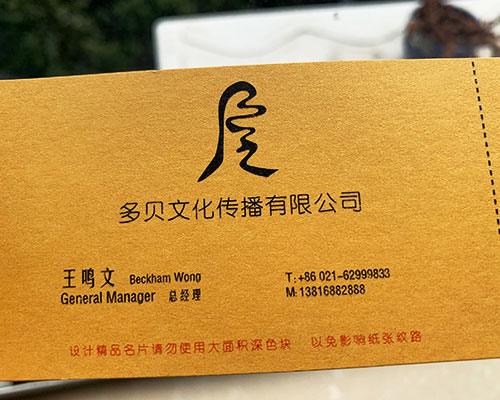 多贝文化传播有限公司
王鸣文 Beckham Wong
General Manager 总经理
T:+86 021-62999833
M:13816882888
设计精品名片请勿使用大面积深色块 以免影响纸张纹路